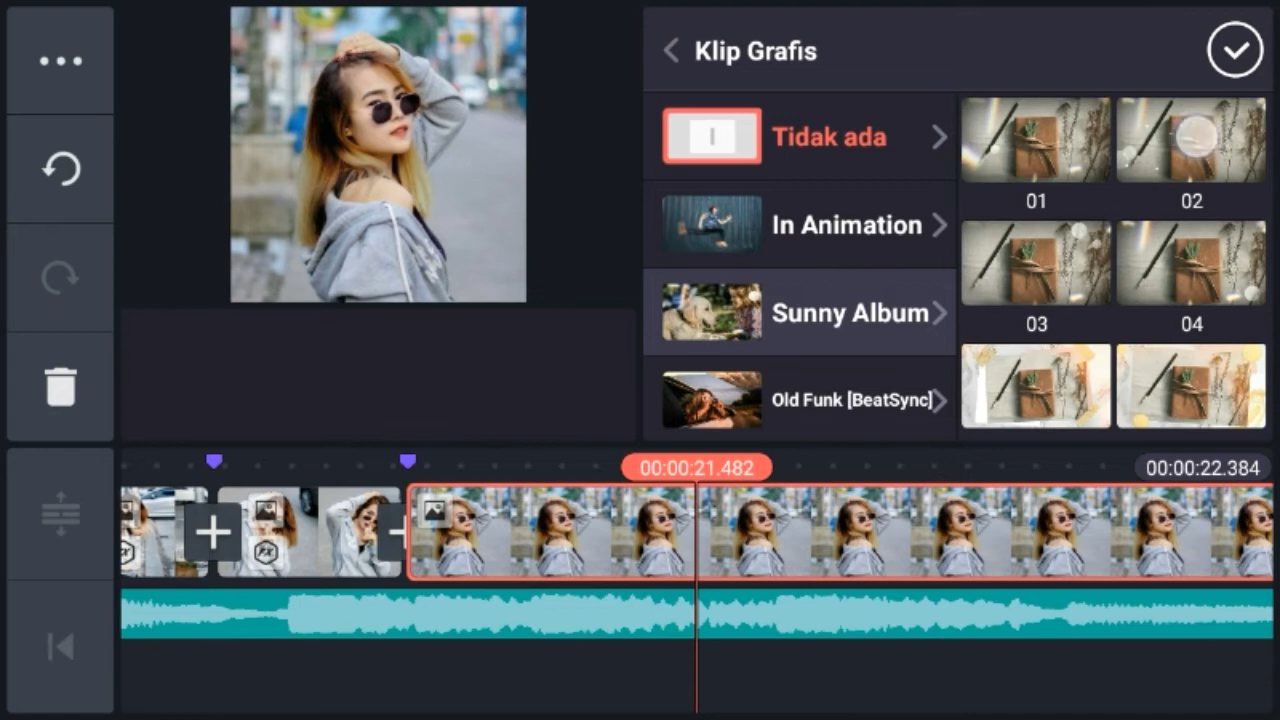 Klip Grafis
Tidak ada
In Animation
Sunny Album
Old Funk [BeatSync]
01
02
03
04
00:00:21.482
00:00:22.384